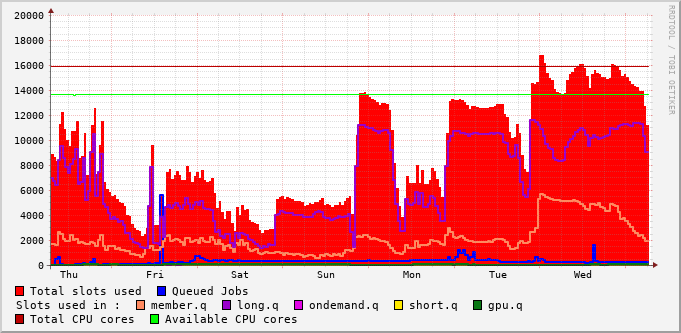 20000
18000
16000
14000
12000
10000
8000
6000
4000
2000
0
Thu Fri Sat Sun Mon Tue Wed
Total slots used Queued Jobs
Slots used in : member.q long.q ondemand.q short.q gpu.q
Total CPU cores Available CPU cores
RRDTOOL / TOBI OETIKER